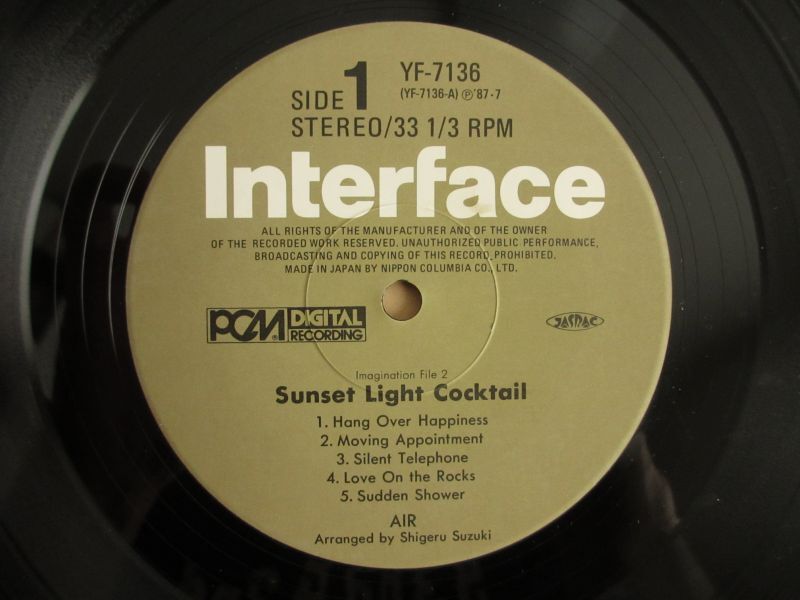 SIDE 1 YF-7136
(YF-7136-A) Ⓟ'87·7
STEREO/33 1/3 RPM
Interface
ALL RIGHTS OF THE MANUFACTURER AND OF THE OWNER
OF THE RECORDED WORK RESERVED. UNAUTHORIZED PUBLIC PERFORMANCE,
BROADCASTING AND COPYING OF THIS RECORD PROHIBITED.
MADE IN JAPAN BY NIPPON COLUMBIA CO., LTD.
PCM® DIGITAL
RECORDING
JASRAC
Imagination File 2
Sunset Light Cocktail
1. Hang Over Happiness
2. Moving Appointment
3. Silent Telephone
4. Love On the Rocks
5. Sudden Shower
AIR
Arranged by Shigeru Suzuki